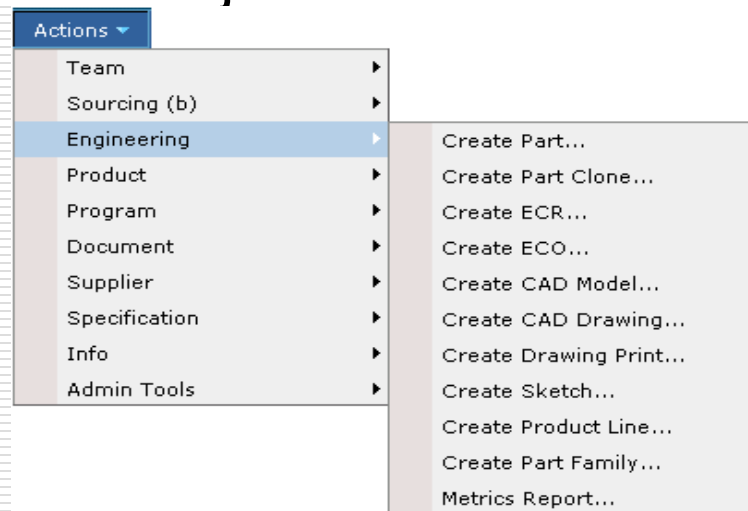 Actions
Team
Sourcing (b)
Engineering
Product
Program
Document
Supplier
Specification
Info
Admin Tools
Create Part...
Create Part Clone...
Create ECR...
Create ECO...
Create CAD Model...
Create CAD Drawing...
Create Drawing Print...
Create Sketch...
Create Product Line...
Create Part Family...
Metrics Report...